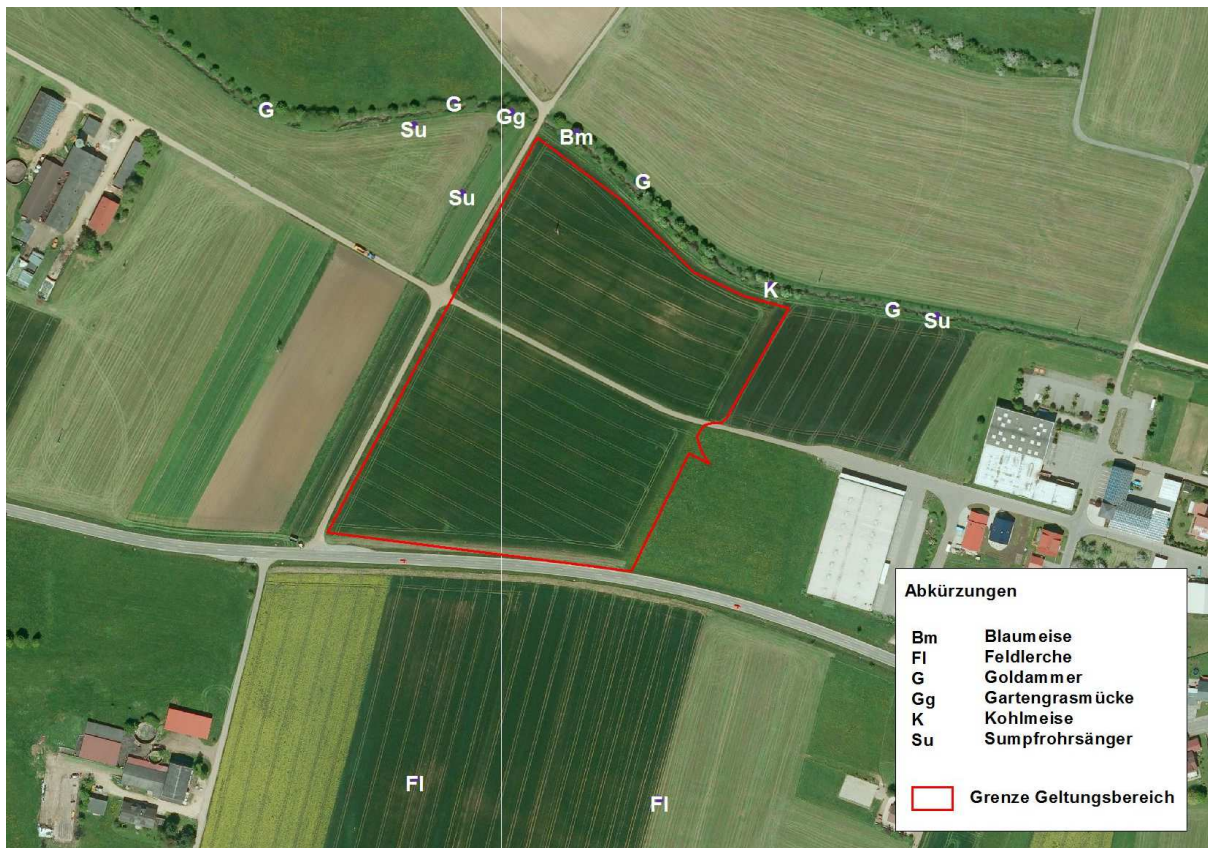 G
G
Gg
Su
Bm
Su
G
K
G
Su
Fl
Fl
Abkürzungen
Bm Blaumeise
Fl Feldlerche
G Goldammer
Gg Gartengrasmücke
K Kohlmeise
Su Sumpfrohrsänger
Grenze Geltungsbereich